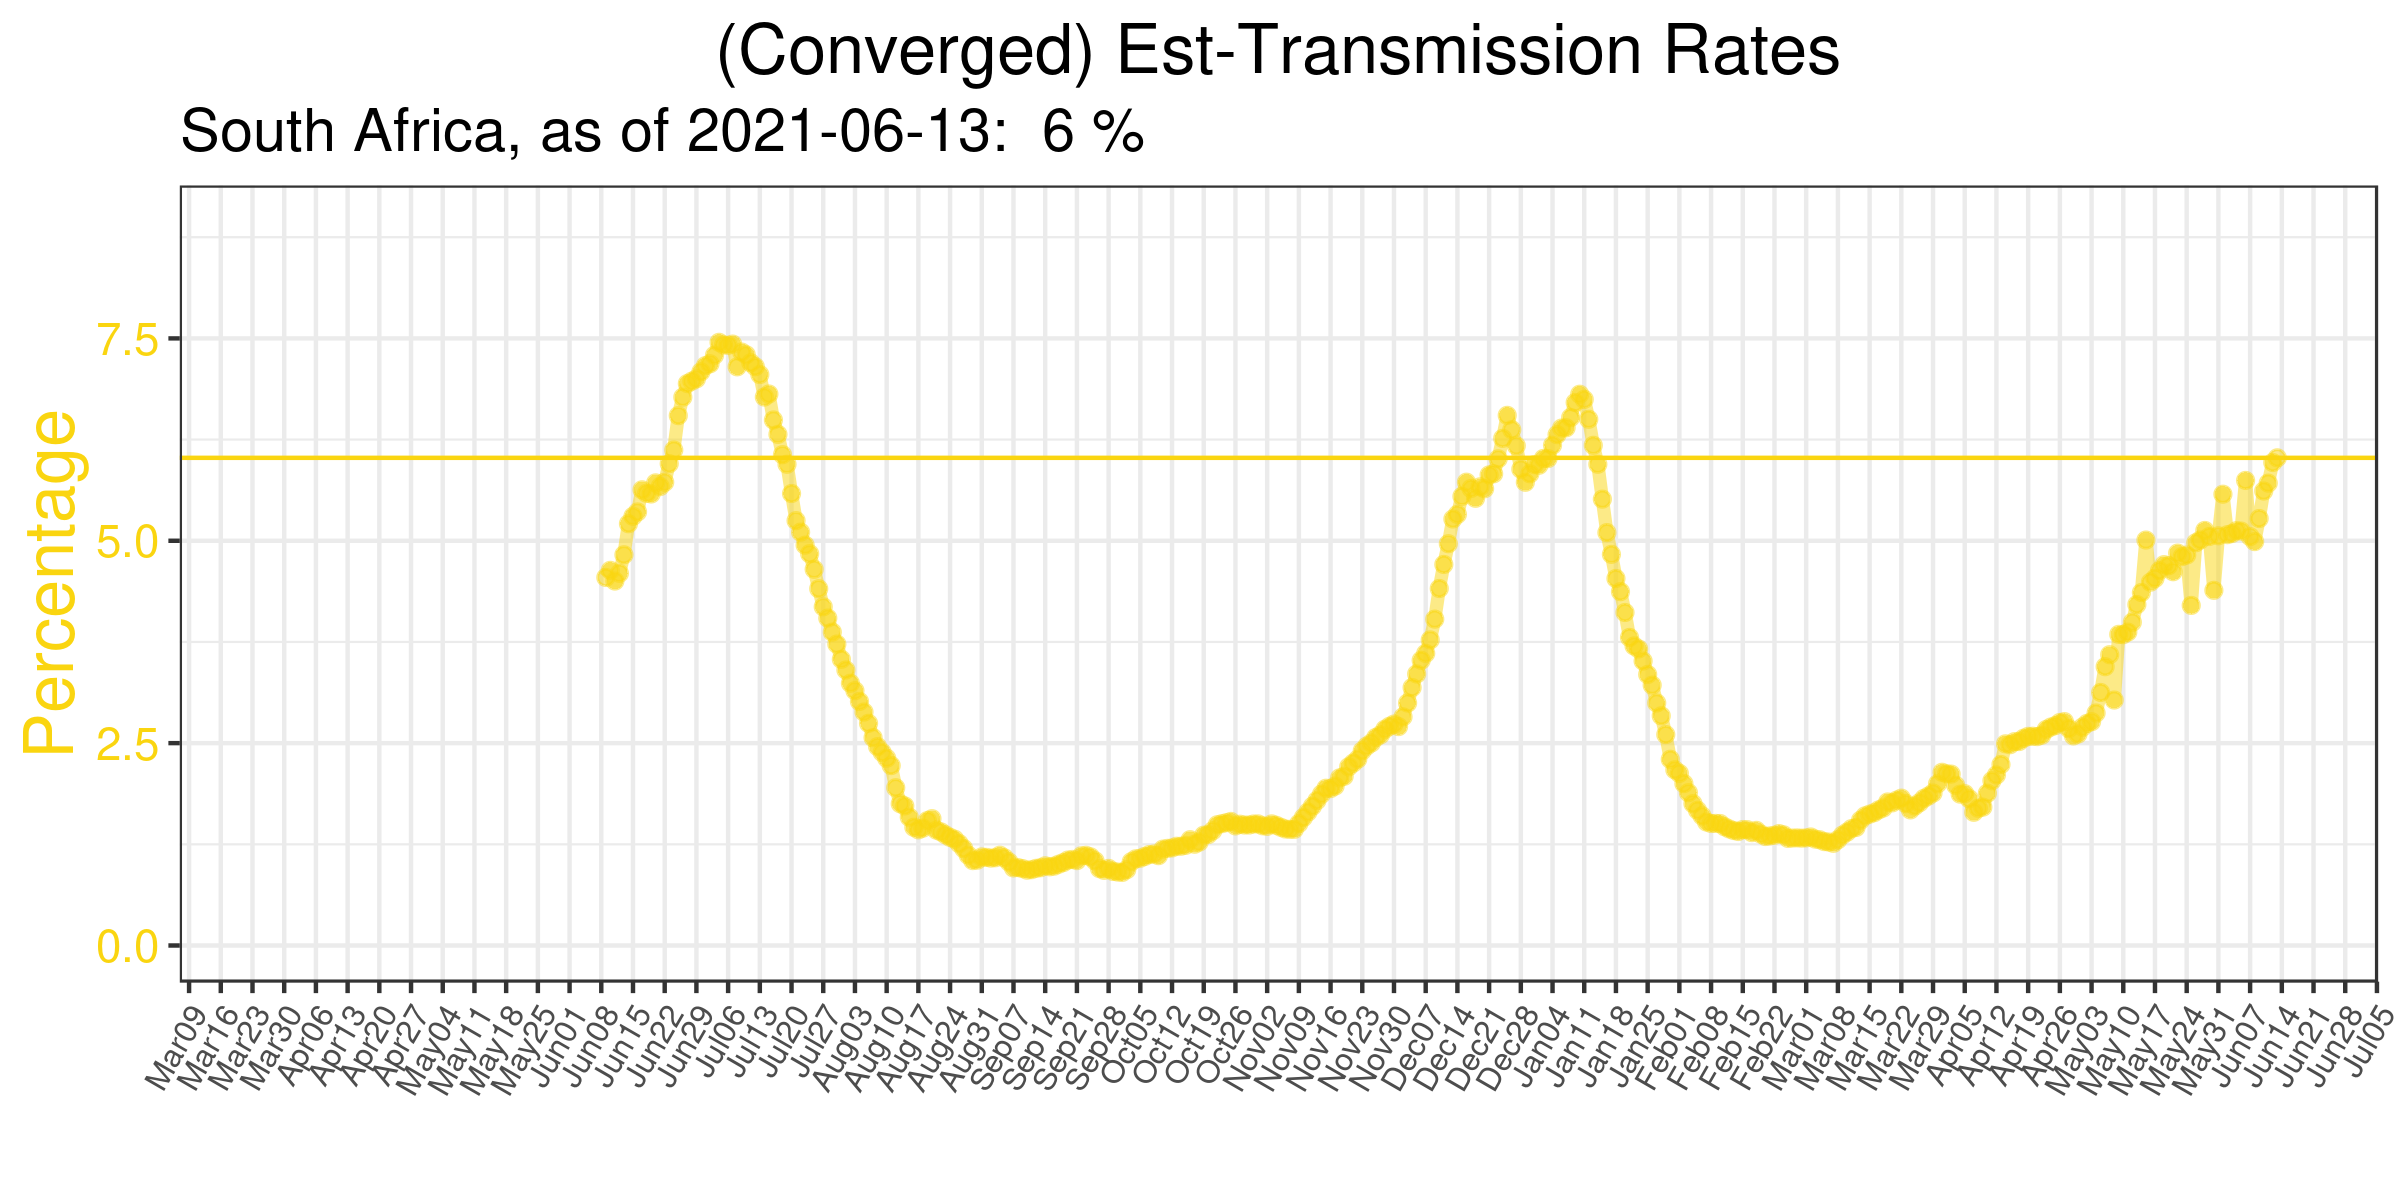 (Converged) Est-Transmission Rates
South Africa, as of 2021-06-13:  6 %
Percentage
7.5
5.0
2.5
0.0
Mar09
Mar16
Mar23
Mar30
Apr06
Apr13
Apr20
Apr27
May04
May11
May18
May25
Jun01
Jun08
Jun15
Jun22
Jun29
Jul06
Jul13
Jul20
Jul27
Aug03
Aug10
Aug17
Aug24
Aug31
Sep07
Sep14
Sep21
Sep28
Oct05
Oct12
Oct19
Oct26
Nov02
Nov09
Nov16
Nov23
Nov30
Dec07
Dec14
Dec21
Dec28
Jan04
Jan11
Jan18
Jan25
Feb01
Feb08
Feb15
Feb22
Mar01
Mar08
Mar15
Mar22
Mar29
Apr05
Apr12
Apr19
Apr26
May03
May10
May17
May24
May31
Jun07
Jun14
Jun21
Jun28
Jul05